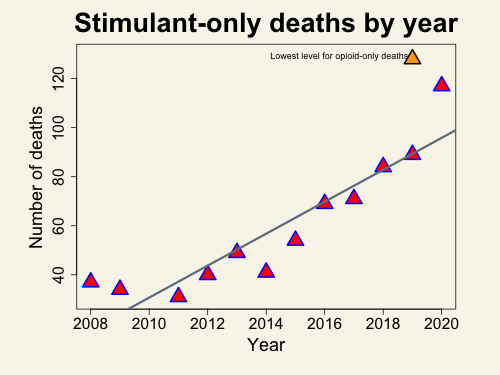 Stimulant-only deaths by year
Lowest level for opioid-only deaths
Number of deaths
120
100
80
60
40
2008 2010 2012 2014 2016 2018 2020
Year